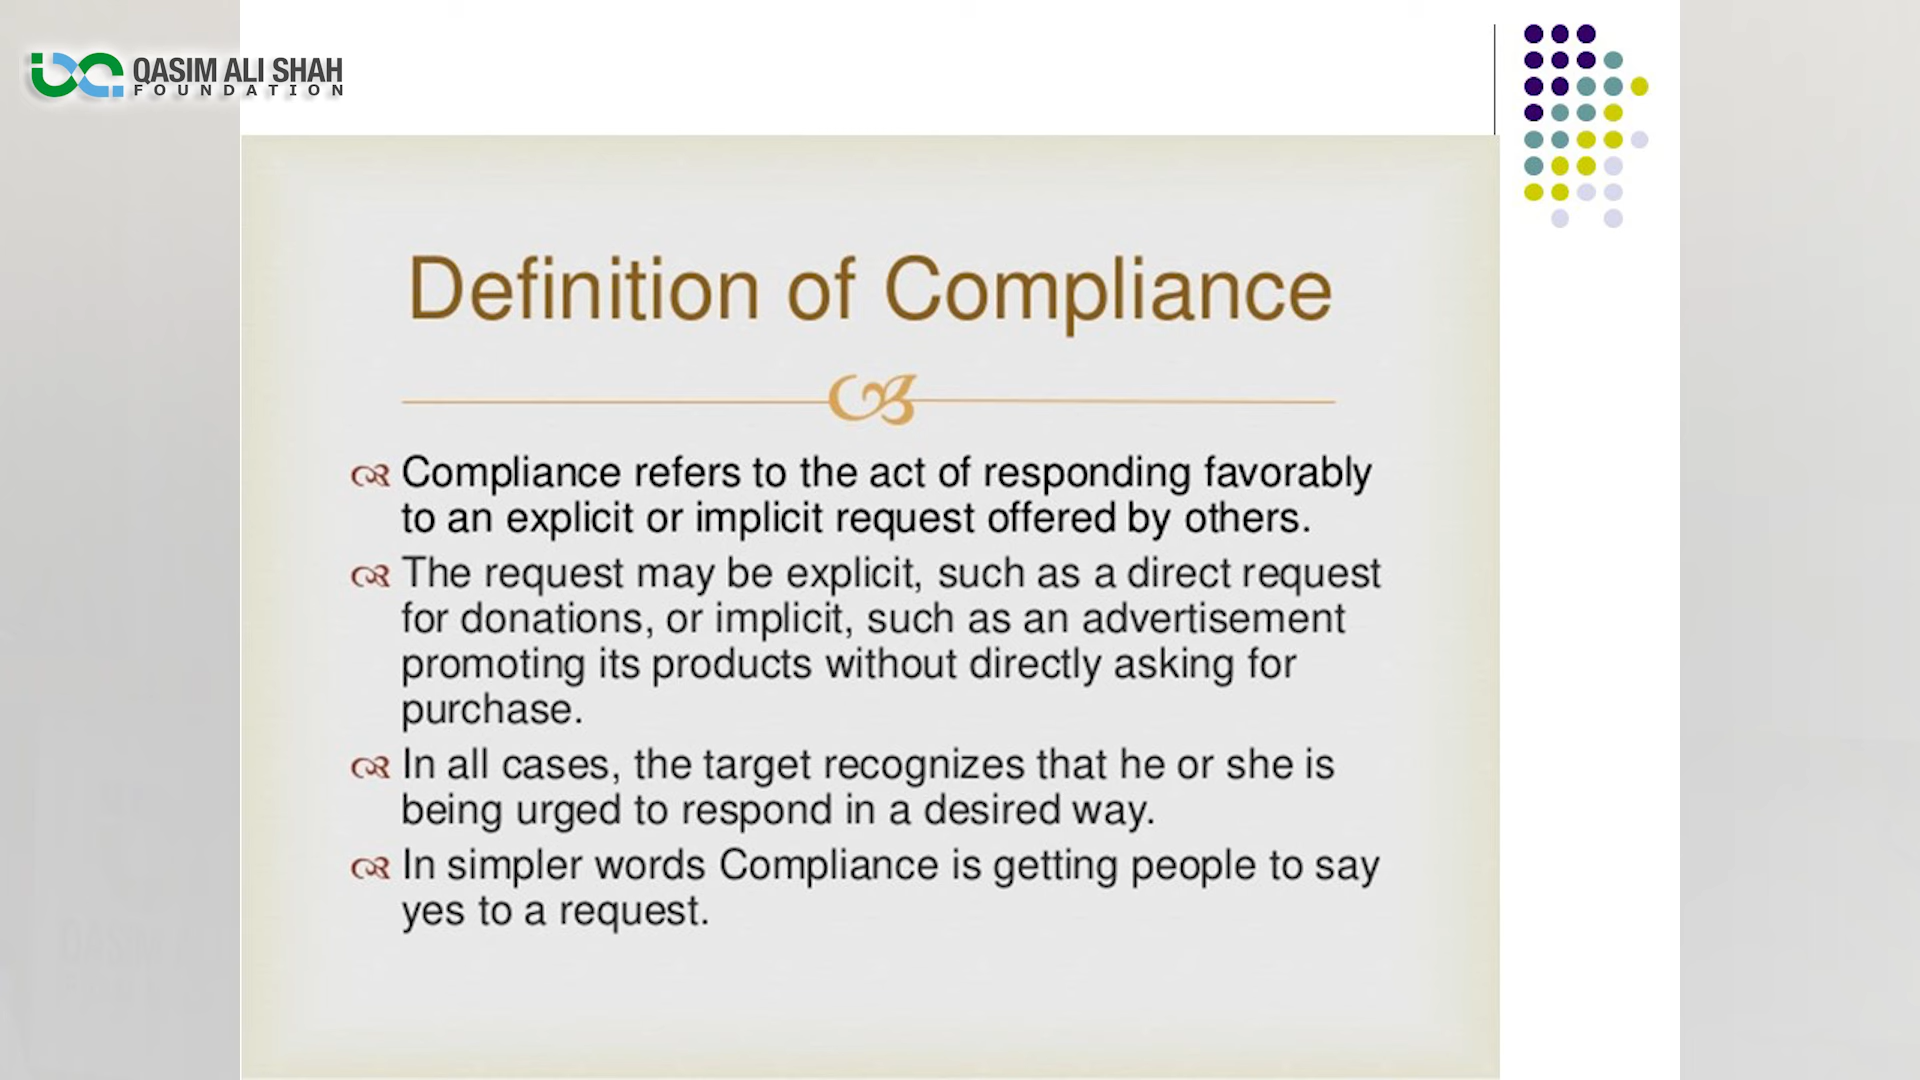 QASIM ALI SHAH
FOUNDATION
Definition of Compliance
Compliance refers to the act of responding favorably
to an explicit or implicit request offered by others.
The request may be explicit, such as a direct request
for donations, or implicit, such as an advertisement
promoting its products without directly asking for
purchase.
In all cases, the target recognizes that he or she is
being urged to respond in a desired way.
In simpler words Compliance is getting people to say
yes to a request.